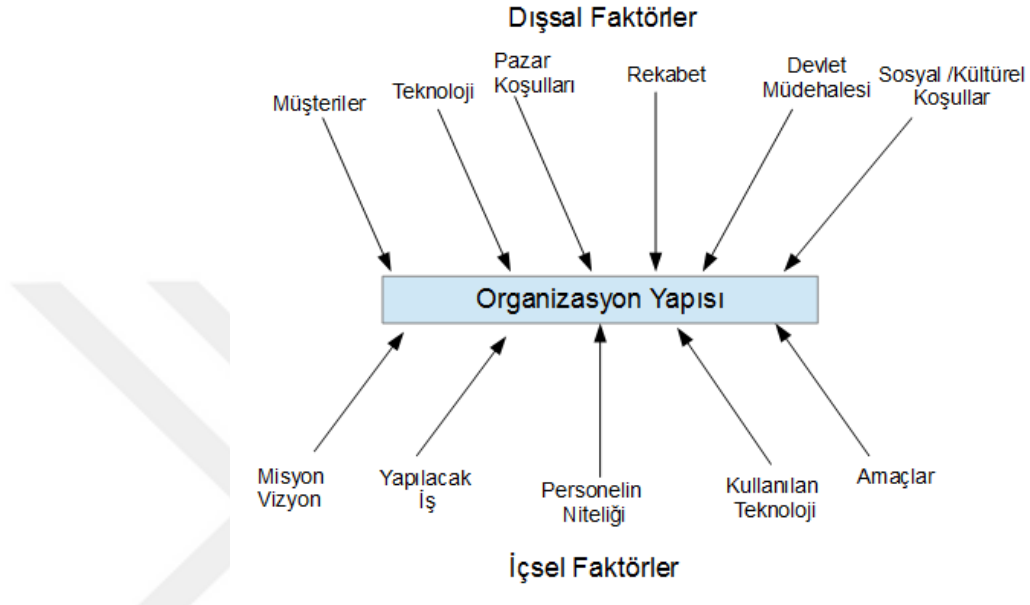 Dışsal Faktörler
Müşteriler
Teknoloji
Pazar
Koşulları
Rekabet
Devlet
Müdehalesi
Sosyal /Kültürel
Koşullar
Organizasyon Yapısı
Misyon
Vizyon
Yapılacak
İş
Personelin
Niteliği
Kullanılan
Teknoloji
Amaçlar
İçsel Faktörler